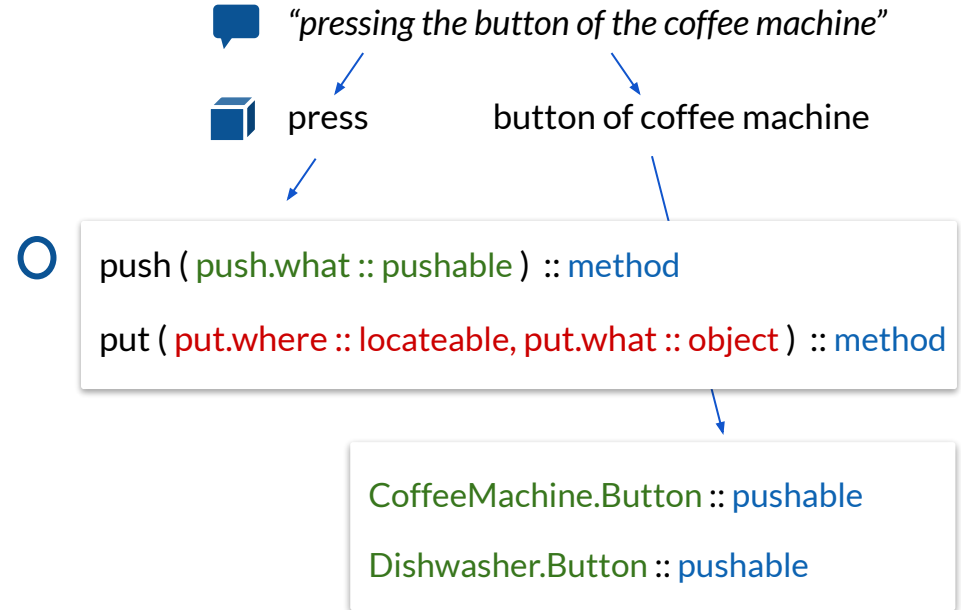 “pressing the button of the coffee machine”
press button of coffee machine
push ( push.what :: pushable ) :: method
put ( put.where :: locateable, put.what :: object ) :: method
CoffeeMachine.Button :: pushable
Dishwasher.Button :: pushable